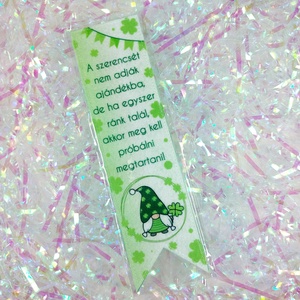 A szerencsét
nem adják
ajándékba,
de ha egyszer
ránk talál,
akkor meg kell
próbálni
megtartani!